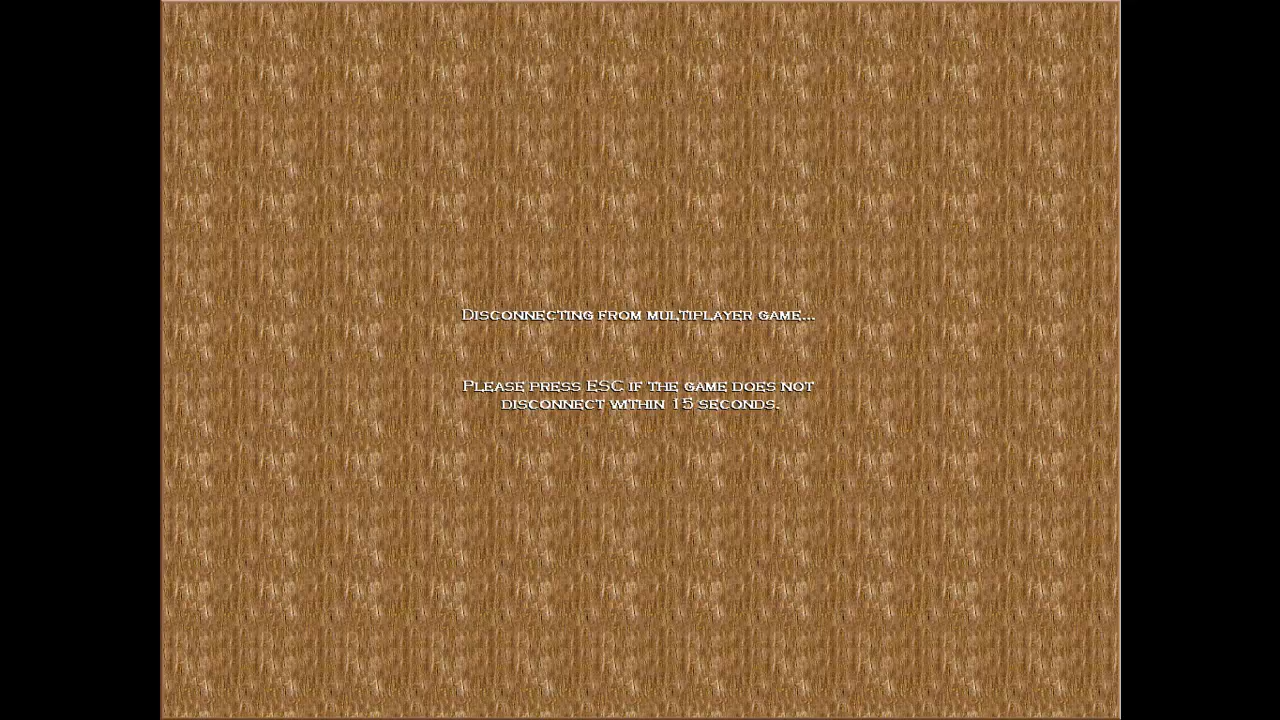 Disconnecting from multiplayer game...
Please press ESC if the game does not
disconnect within 15 seconds.